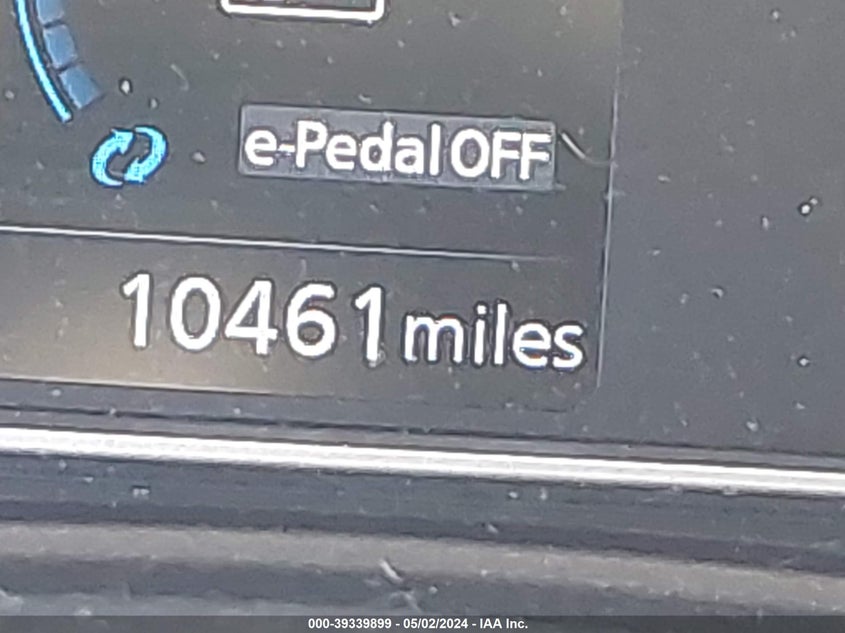 e-Pedal OFF
10461 miles
000-39339899 - 05/02/2024 - IAA Inc.